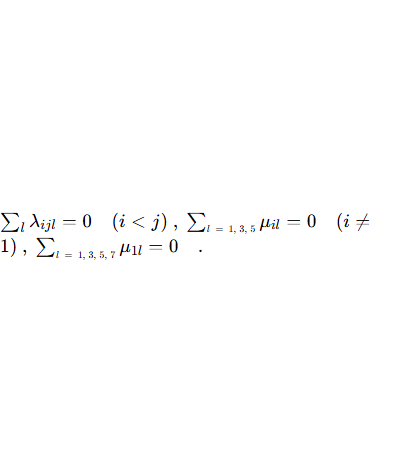 ∑_l λ_{ijl} = 0 (i < j) , ∑_{l = 1, 3, 5} μ_{il} = 0 (i ≠
1) , ∑_{l = 1, 3, 5, 7} μ_{1l} = 0 .